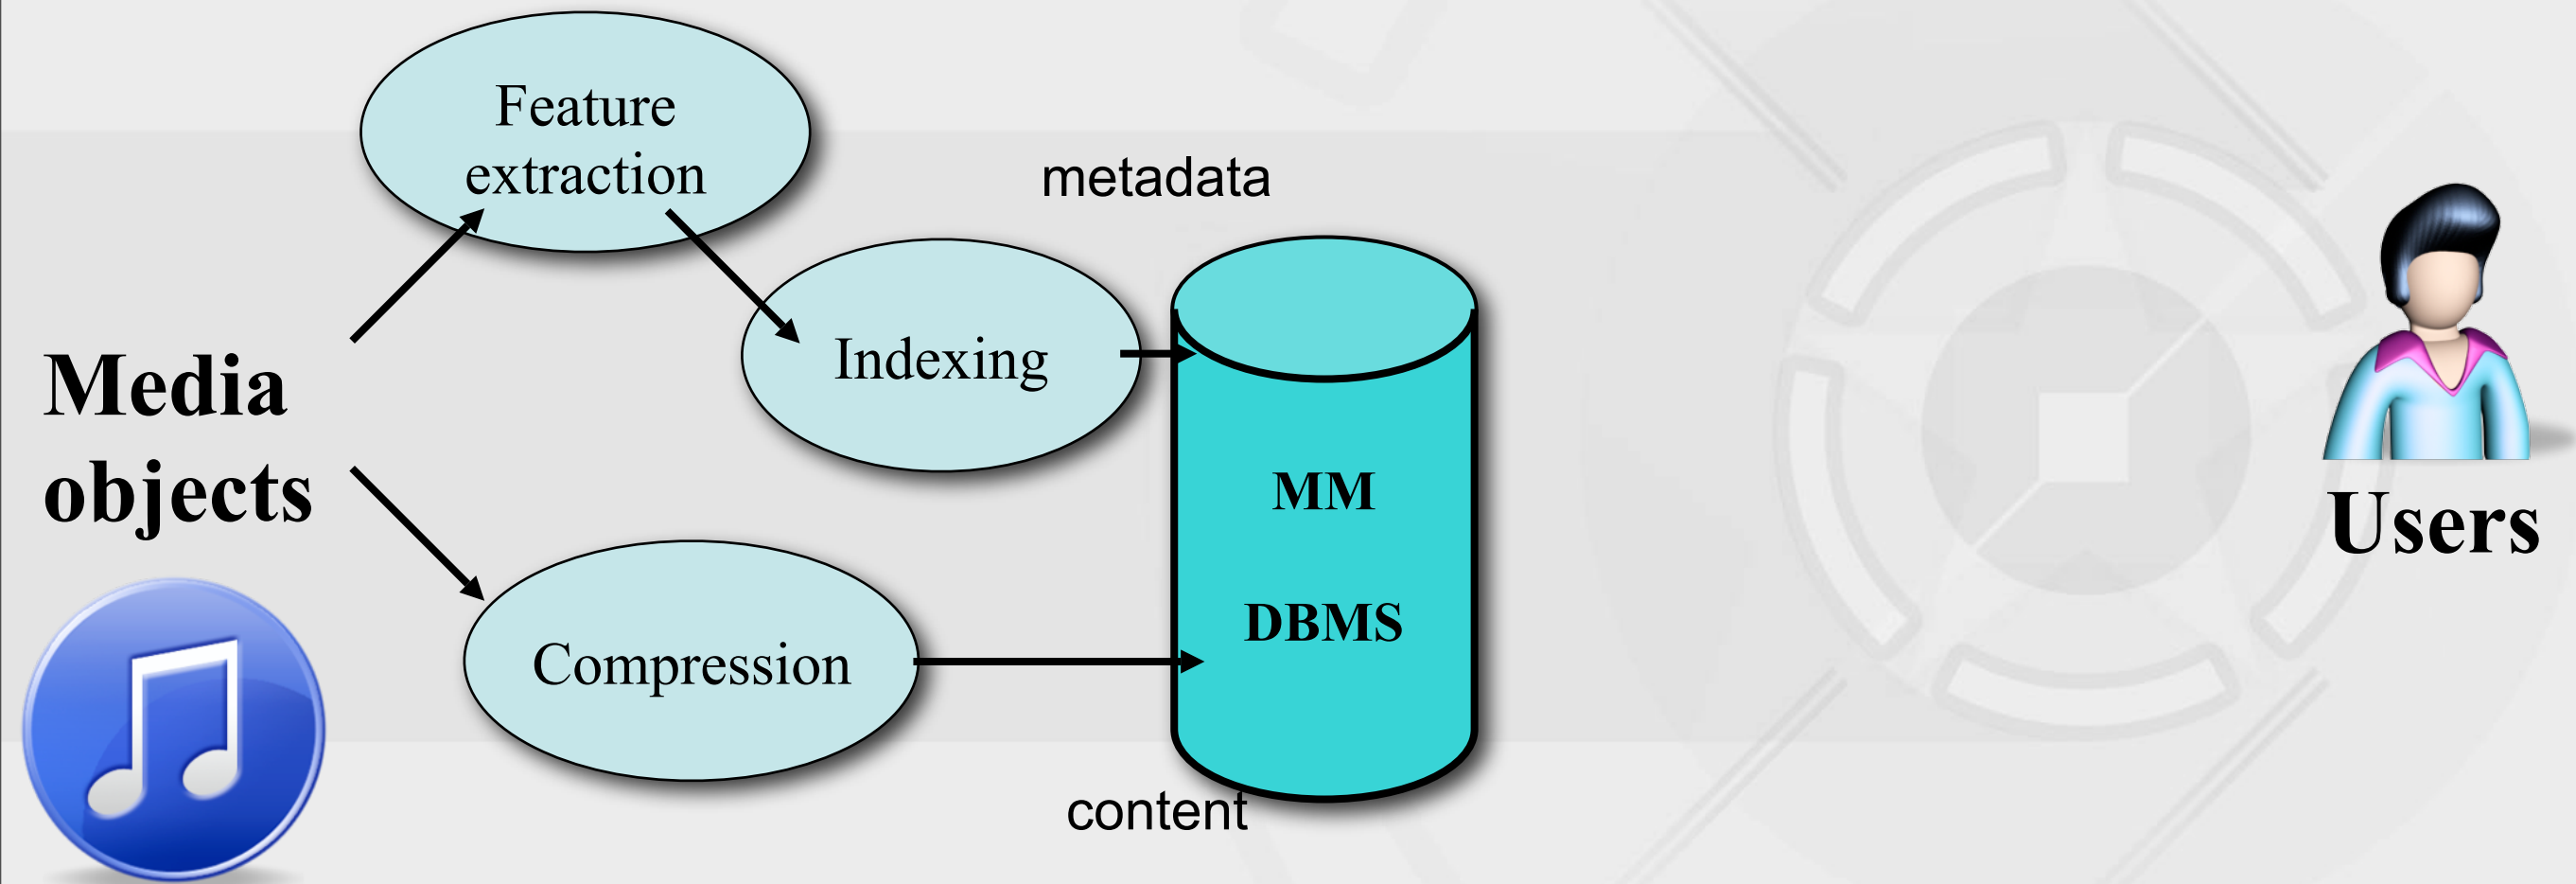 Feature
extraction
metadata
Indexing
Media
objects
MM
DBMS
Compression
content
Users